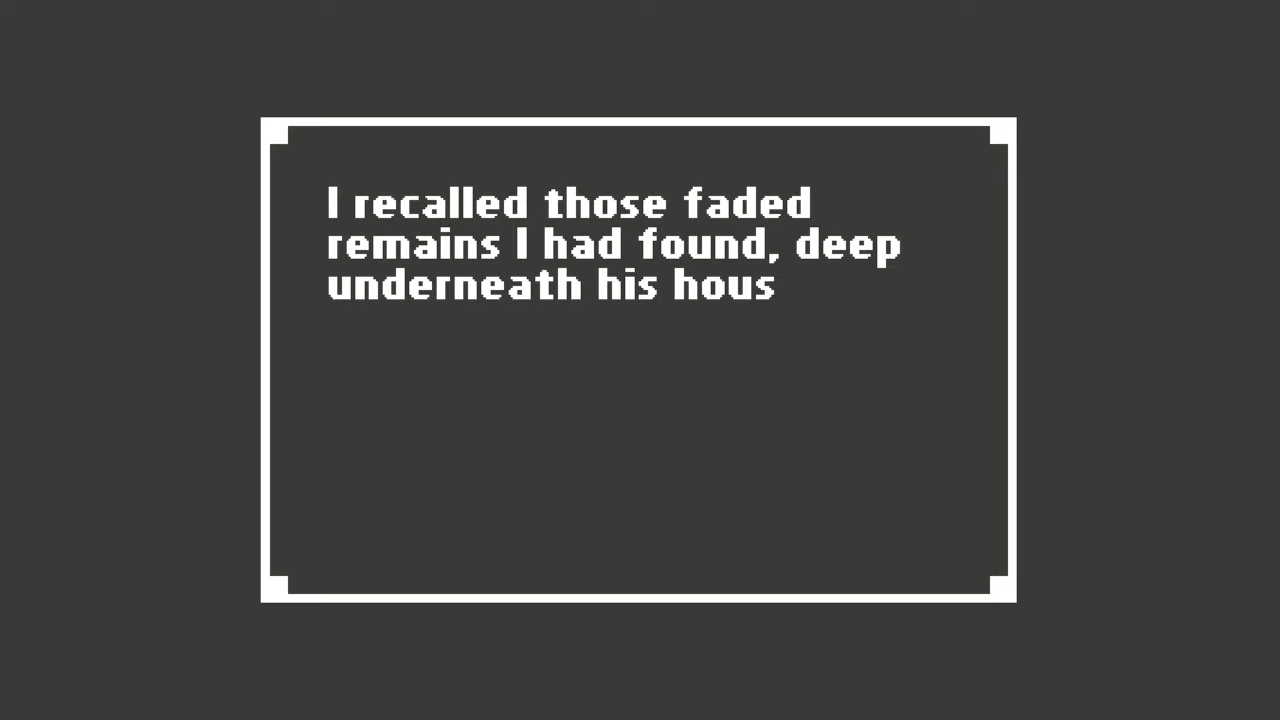 I recalled those faded
remains I had found, deep
underneath his hous